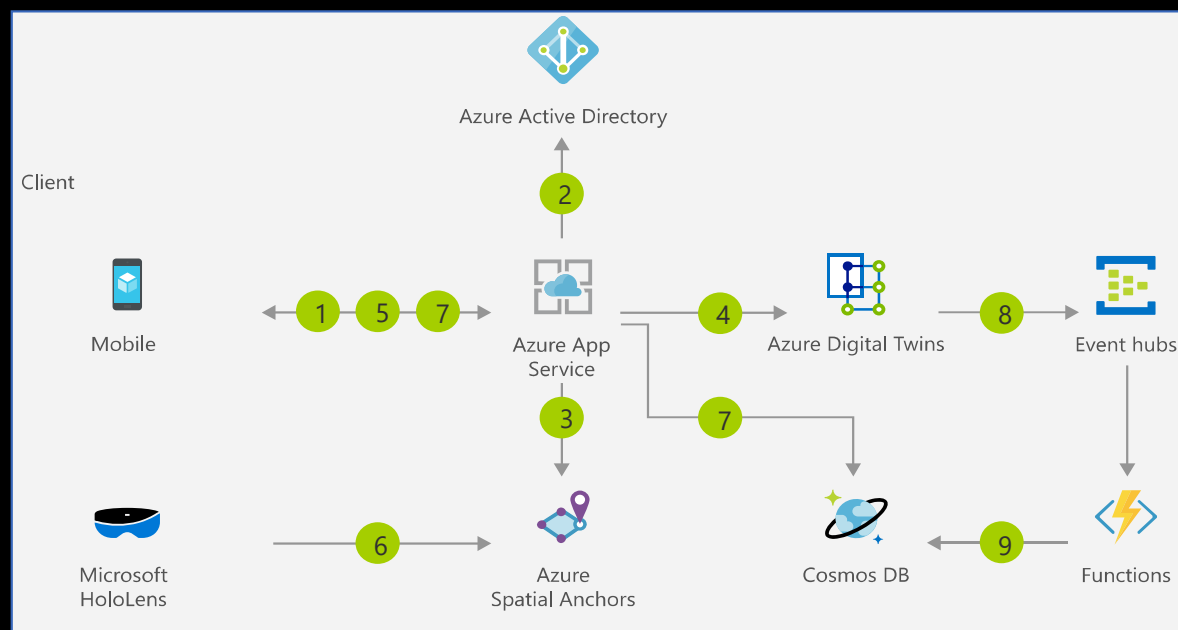 Azure Active Directory
2
Client
1
5
7
4
8
Mobile
Azure App
Service
Azure Digital Twins
Event hubs
3
7
6
9
Microsoft
HoloLens
Azure
Spatial Anchors
Cosmos DB
Functions